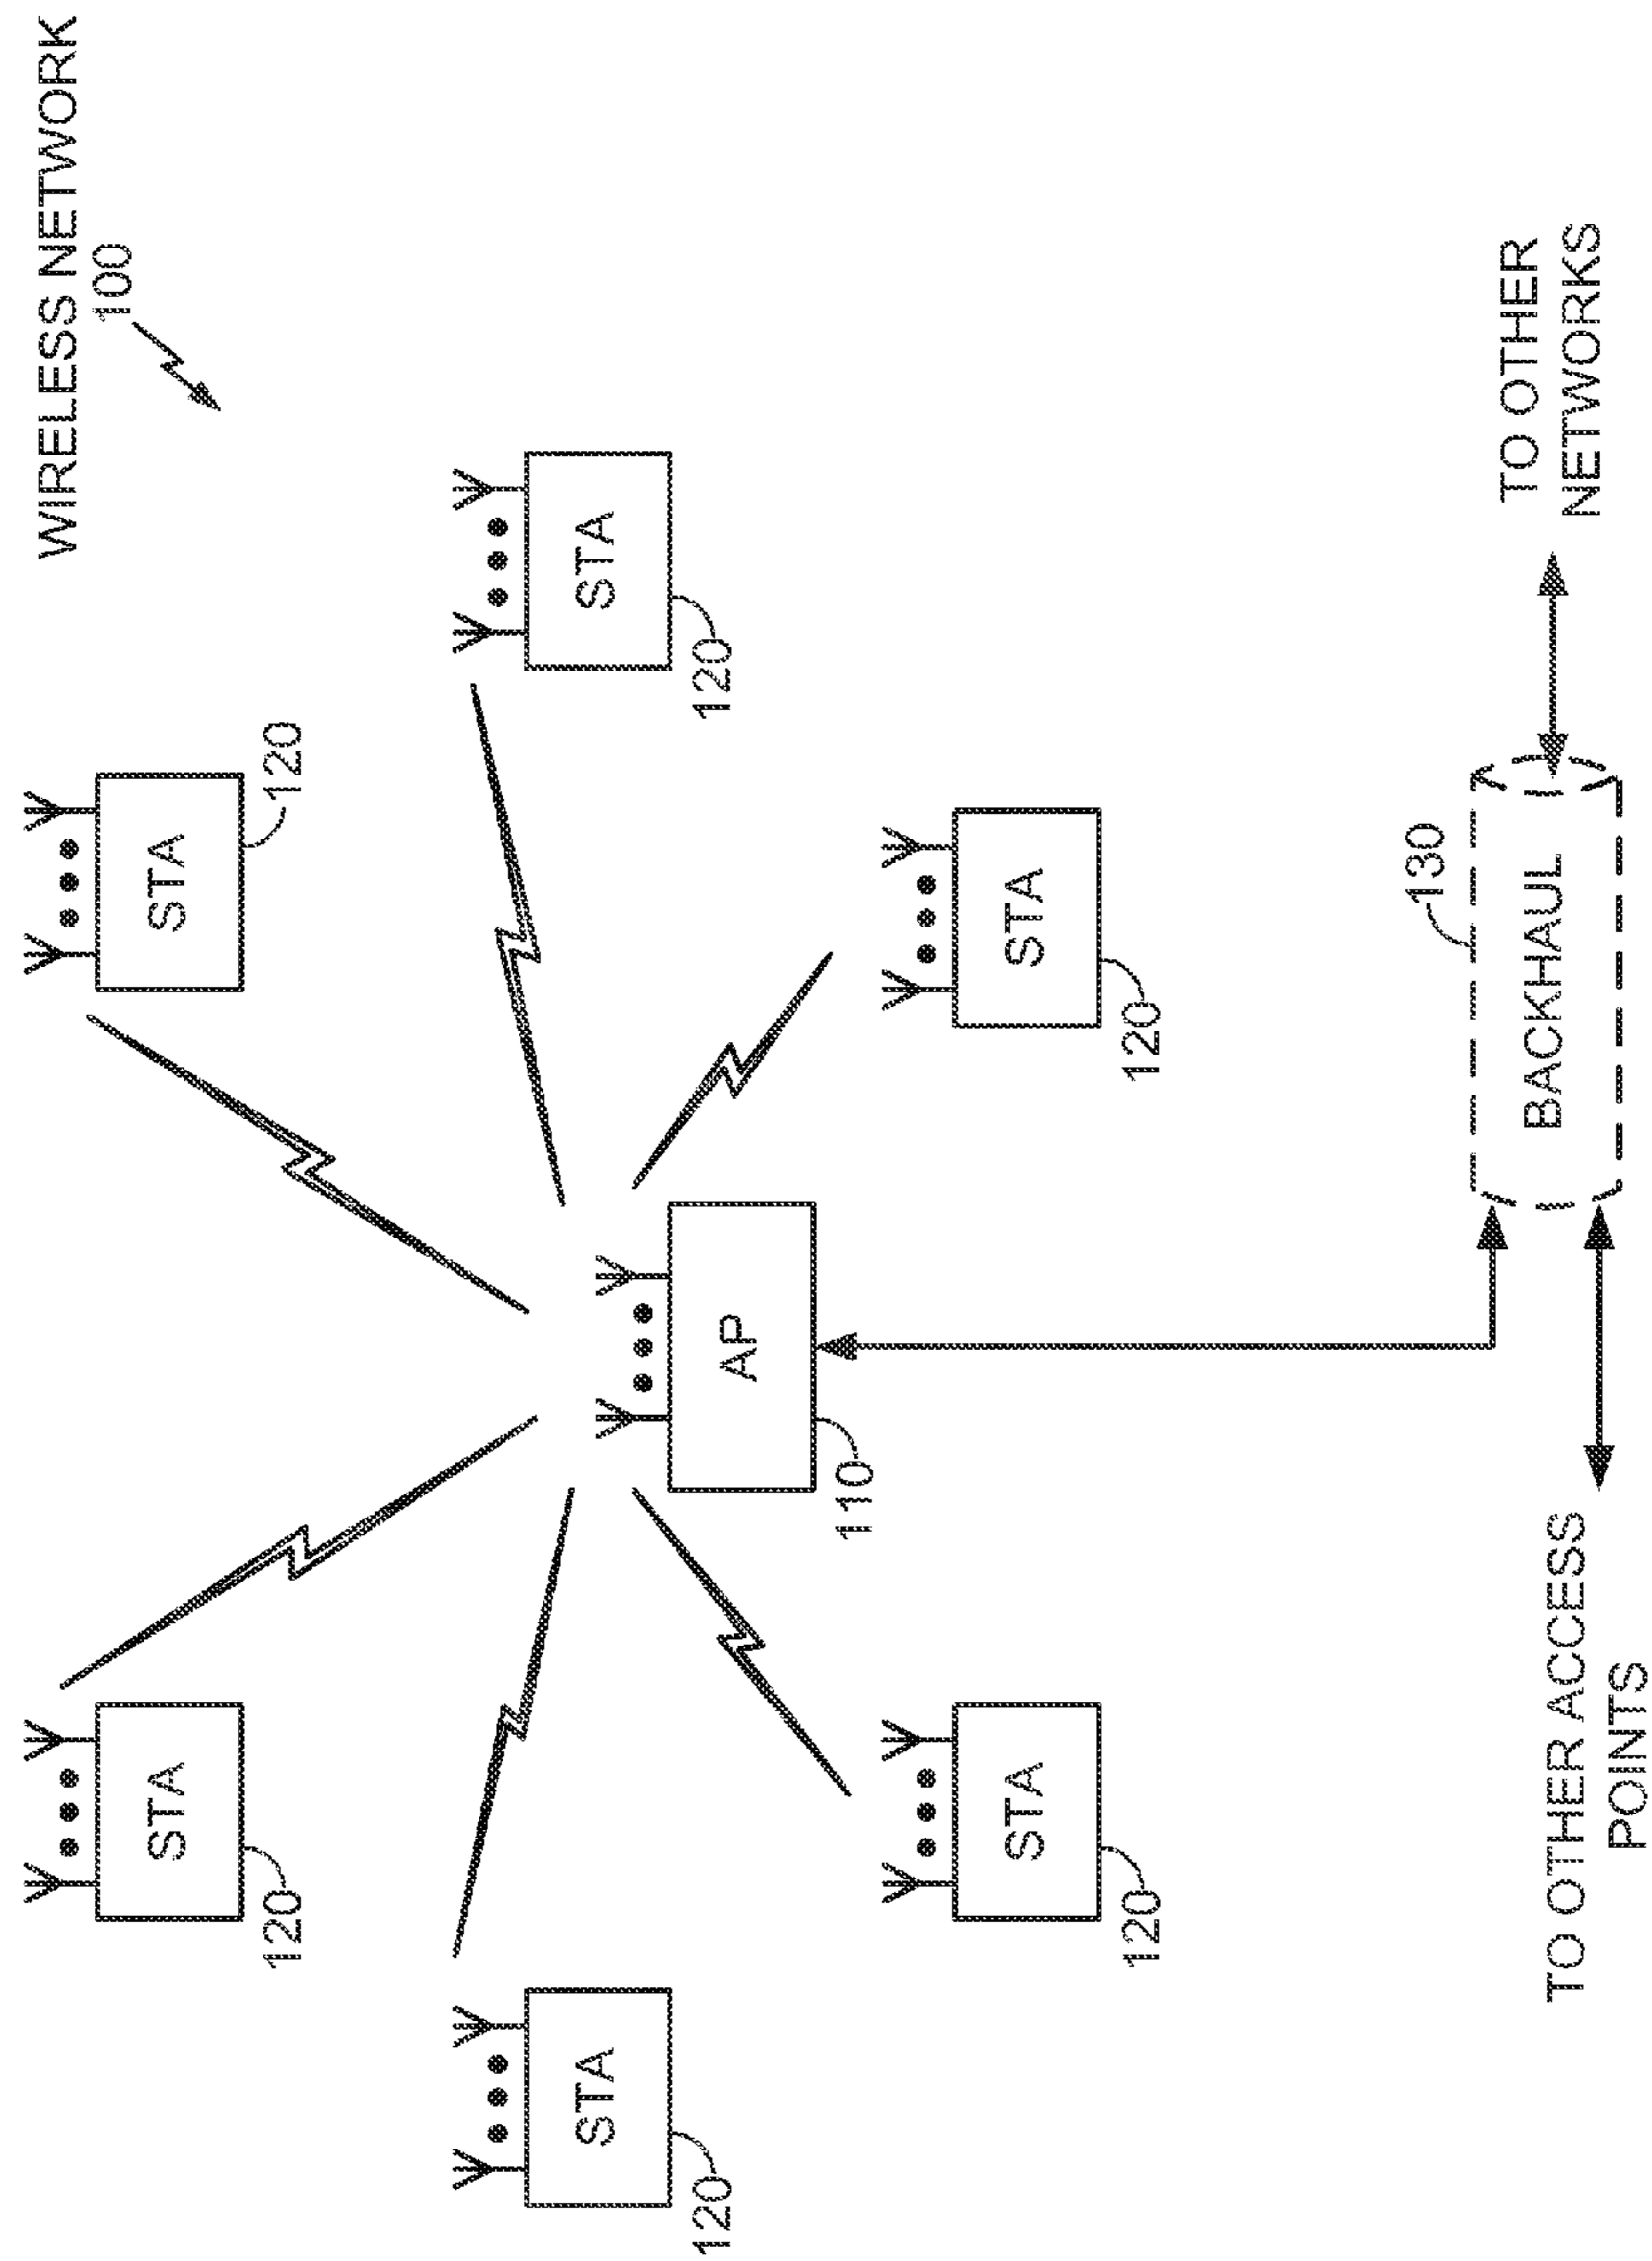 WIRELESS NETWORK
100
STA
120
STA
120
STA
120
STA
120
AP
110
STA
120
STA
120
130
BACKHAUL
TO OTHER
NETWORKS
TO OTHER ACCESS
POINTS